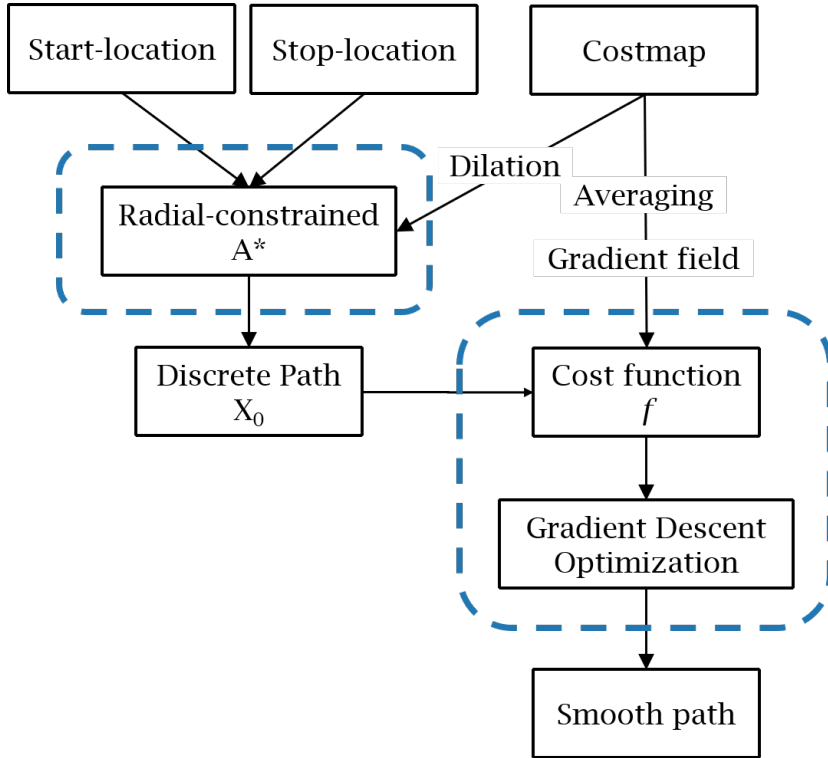 Start-location
Stop-location
Costmap
Dilation
Averaging
Radial-constrained
A*
Gradient field
Discrete Path
X₀
Cost function
f
Gradient Descent
Optimization
Smooth path